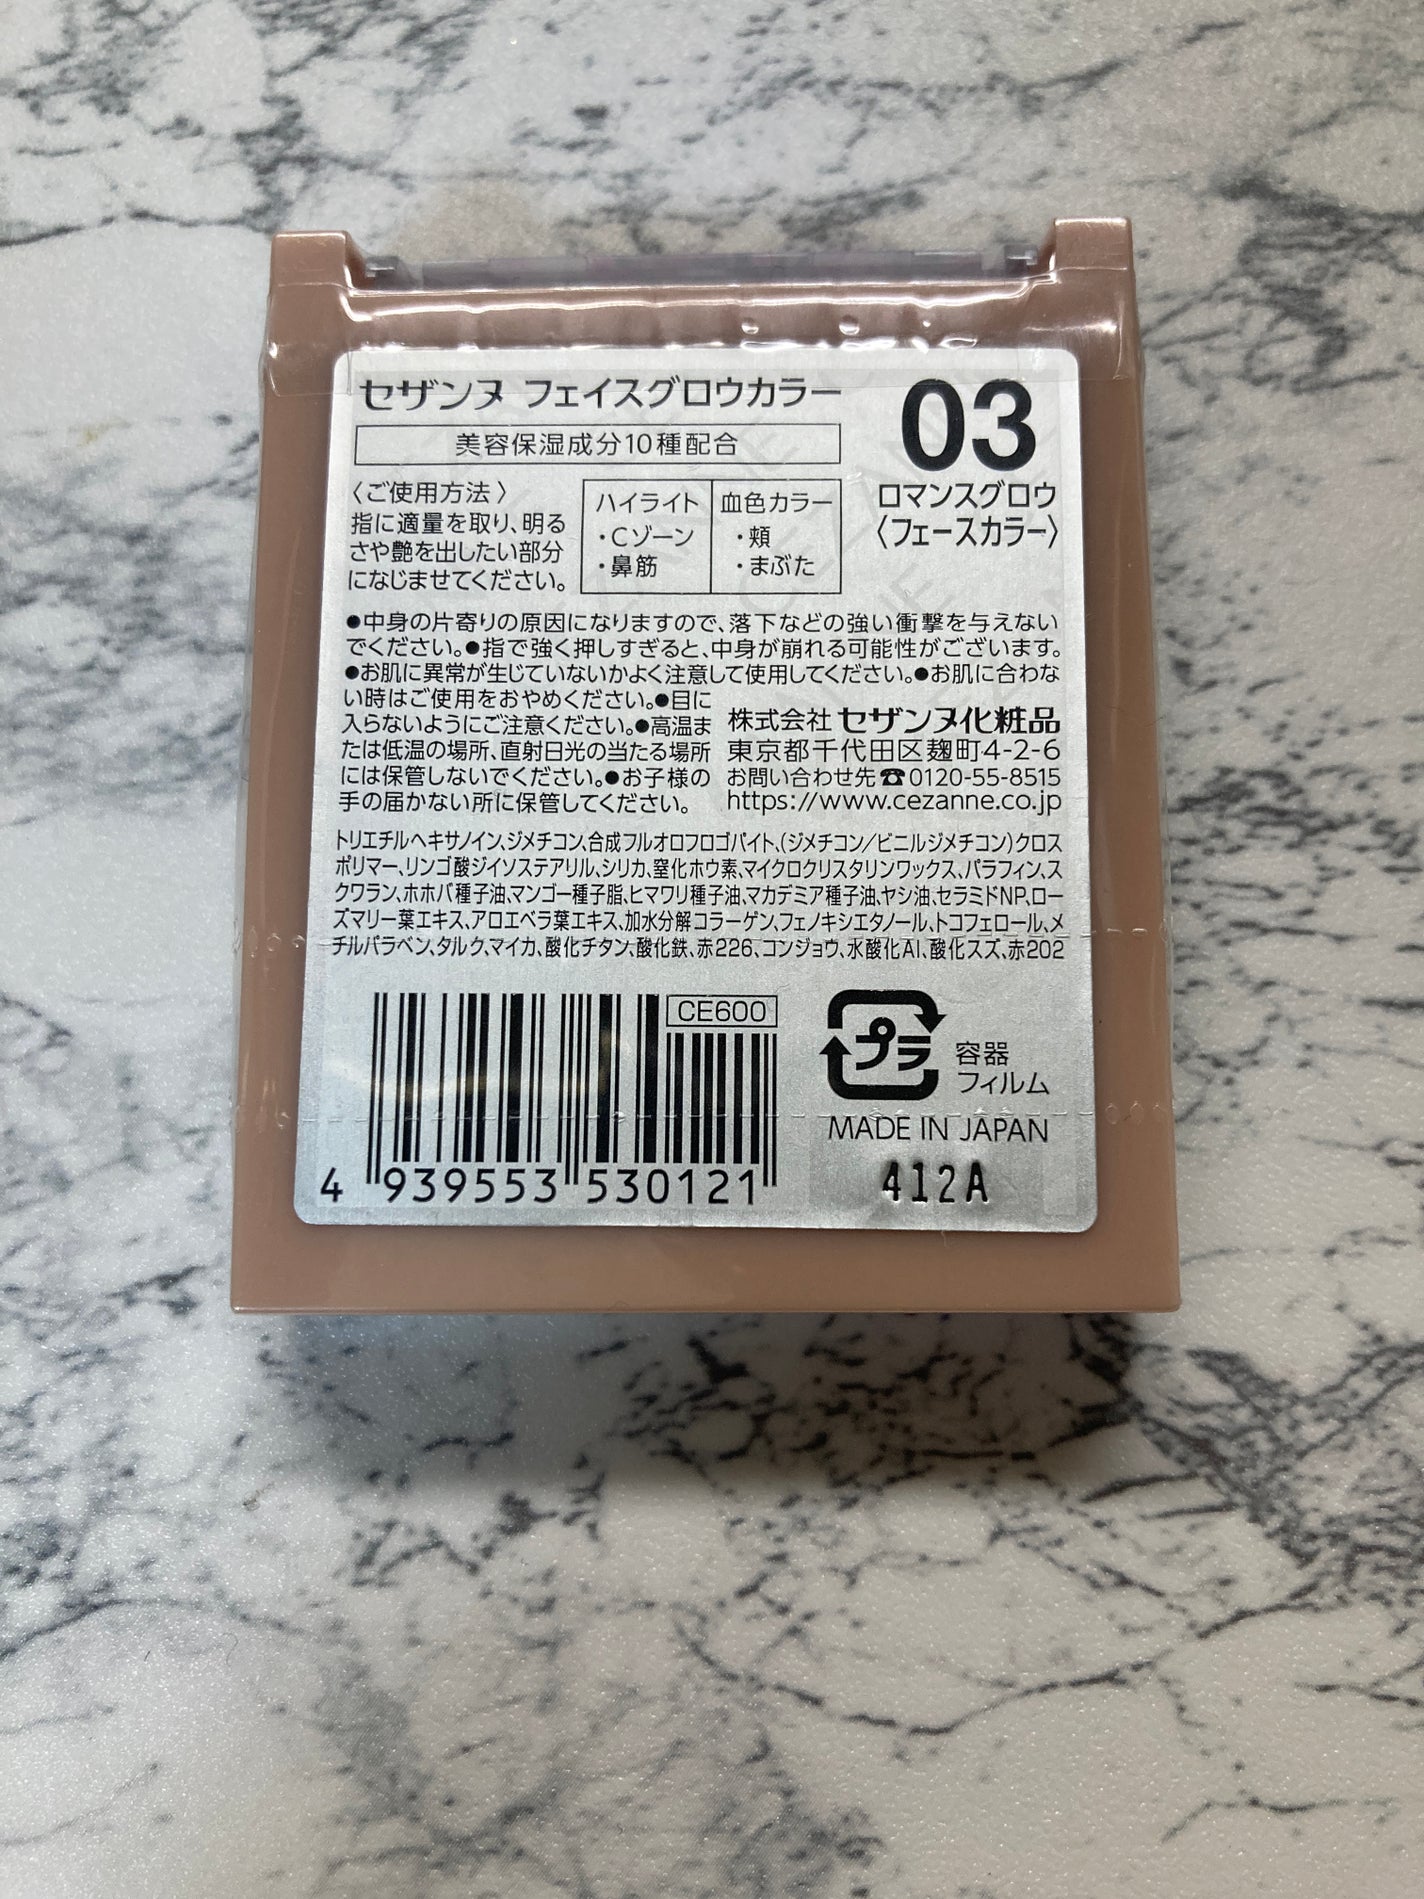 セザンヌ フェイスグロウカラー
03
美容保湿成分10種配合
ロマンスグロウ
〈フェースカラー〉
〈ご使用方法〉
指に適量を取り、明る
さや艶を出したい部分
になじませてください。
ハイライト
・Cゾーン
・鼻筋
血色カラー
・頬
・まぶた
●中身の片寄りの原因になりますので、落下などの強い衝撃を与えない
でください。●指で強く押しすぎると、中身が崩れる可能性がございます。
●お肌に異常が生じていないかよく注意して使用してください。●お肌に合わな
い時はご使用をおやめください。●目に
入らないようにご注意ください。●高温ま
たは低温の場所、直射日光の当たる場所
には保管しないでください。●お子様の
手の届かない所に保管してください。
株式会社 セザンヌ化粧品
東京都千代田区麹町4-2-6
お問い合わせ先☎0120-55-8515
https://www.cezanne.co.jp
トリエチルヘキサノイン、ジメチコン、合成フルオロフロゴパイト、(ジメチコン/ビニルジメチコン)クロス
ポリマー、リンゴ酸ジイソステアリル、シリカ、窒化ホウ素、マイクロクリスタリンワックス、パラフィン、ス
クワラン、ホホバ種子油、マンゴー種子脂、ヒマワリ種子油、マカデミア種子油、ヤシ油、セラミドNP、ロー
ズマリー葉エキス、アロエベラ葉エキス、加水分解コラーゲン、フェノキシエタノール、トコフェロール、メ
チルパラベン、タルク、マイカ、酸化チタン、酸化鉄、赤226、コンジョウ、水酸化Al、酸化スズ、赤202
CE600
4 939553 530121
プラ
容器
フィルム
MADE IN JAPAN
412A